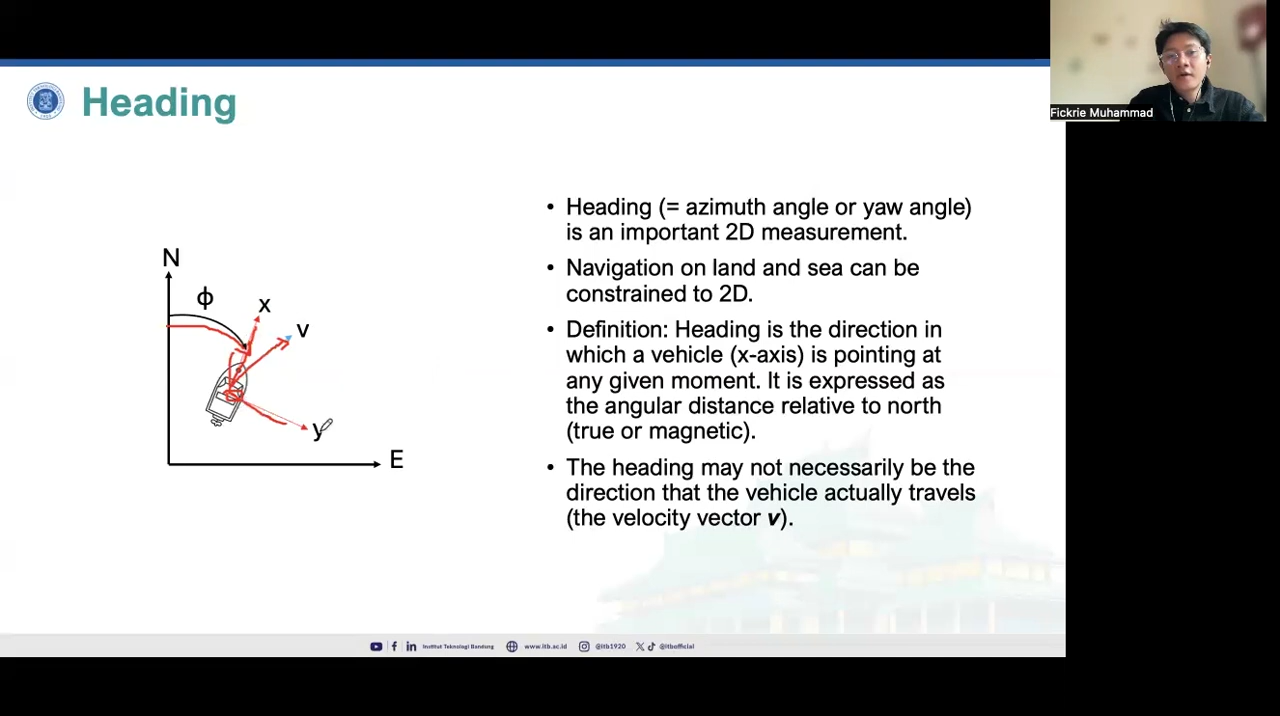 Fickrie Muhammad
Heading
N
ϕ
x
v
y
E
• Heading (= azimuth angle or yaw angle)
is an important 2D measurement.
• Navigation on land and sea can be
constrained to 2D.
• Definition: Heading is the direction in
which a vehicle (x-axis) is pointing at
any given moment. It is expressed as
the angular distance relative to north
(true or magnetic).
• The heading may not necessarily be the
direction that the vehicle actually travels
(the velocity vector v).
Institut Teknologi Bandung www.itb.ac.id @itb1920 @itbofficial